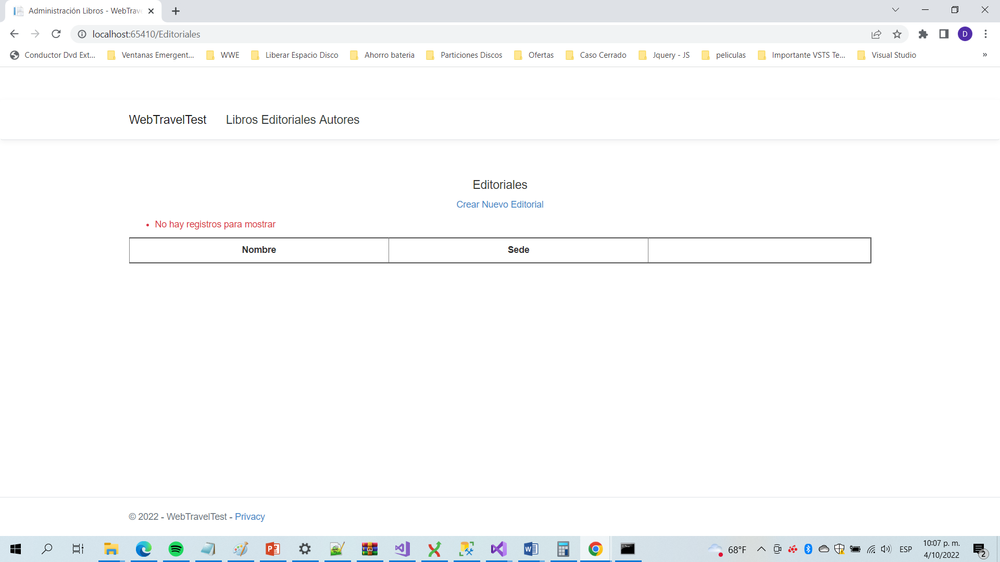 Administración Libros - WebTrave
localhost:65410/Editoriales
D
Conductor Dvd Ext...
Ventanas Emergent...
WWE
Liberar Espacio Disco
Ahorro bateria
Particiones Discos
Ofertas
Caso Cerrado
Jquery - JS
peliculas
Importante VSTS Te...
Visual Studio
»
WebTravelTest Libros Editoriales Autores
Editoriales
Crear Nuevo Editorial
No hay registros para mostrar
Nombre Sede
© 2022 - WebTravelTest - Privacy
68°F
ESP
10:07 p. m.
4/10/2022
2